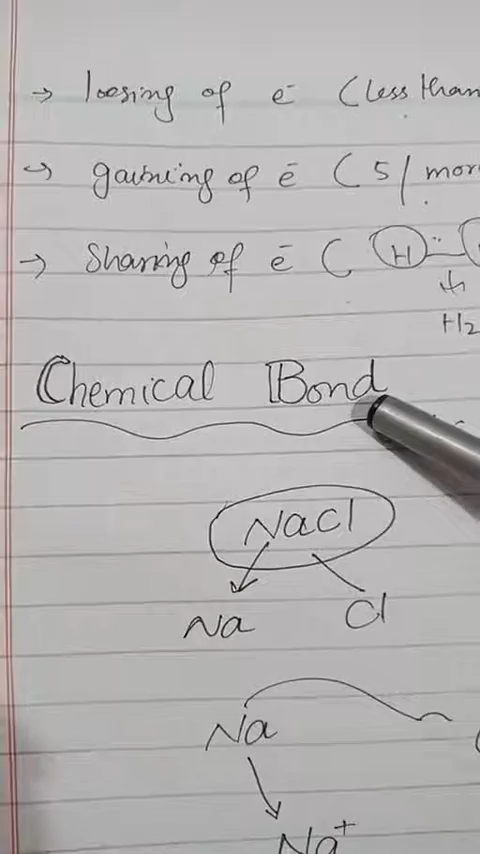 → loosing of e⁻ (less than
→ gaining of e⁻ ( 5/ mor
→ Sharing of e⁻ ( H
H2
Chemical Bond
NaCl
Na Cl
Na
Na⁺